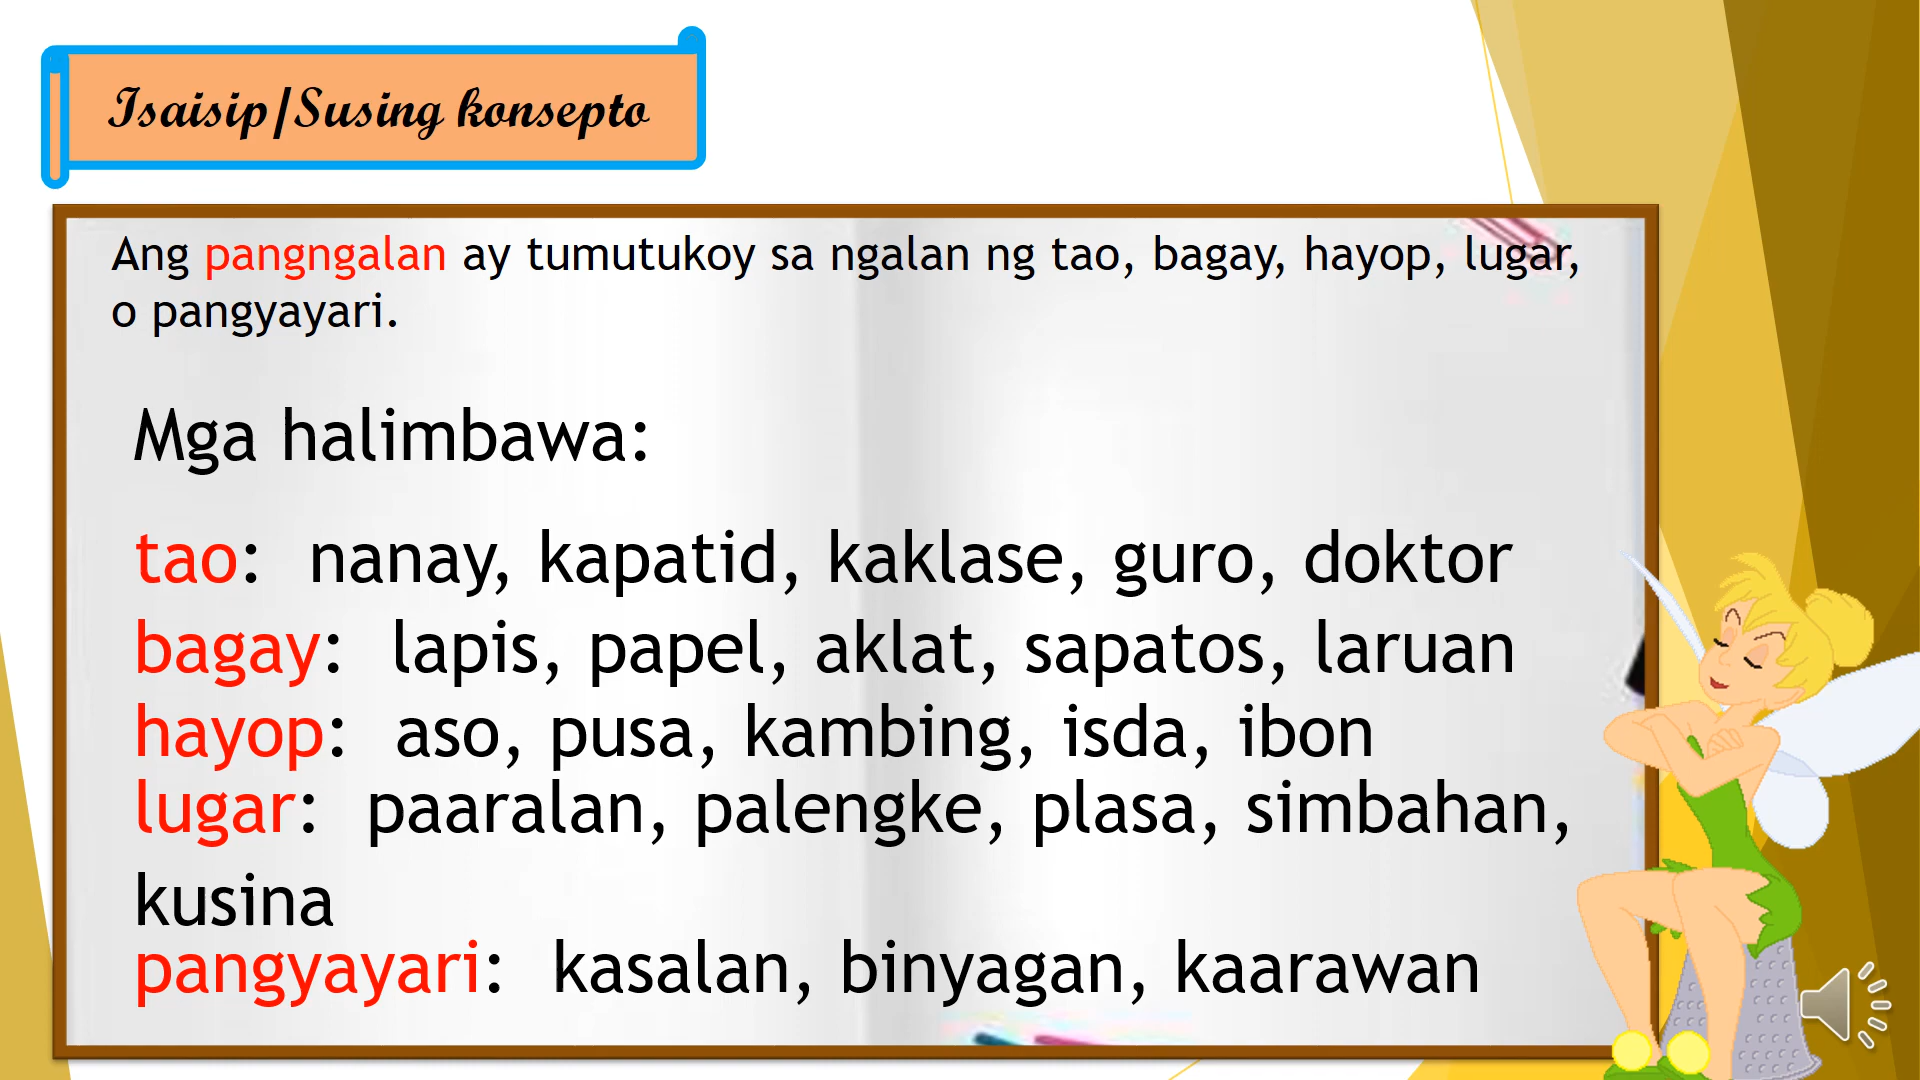 Isaisip/Susing konsepto
Ang pangngalan ay tumutukoy sa ngalan ng tao, bagay, hayop, lugar,
o pangyayari.
Mga halimbawa:
tao: nanay, kapatid, kaklase, guro, doktor
bagay: lapis, papel, aklat, sapatos, laruan
hayop: aso, pusa, kambing, isda, ibon
lugar: paaralan, palengke, plasa, simbahan,
kusina
pangyayari: kasalan, binyagan, kaarawan